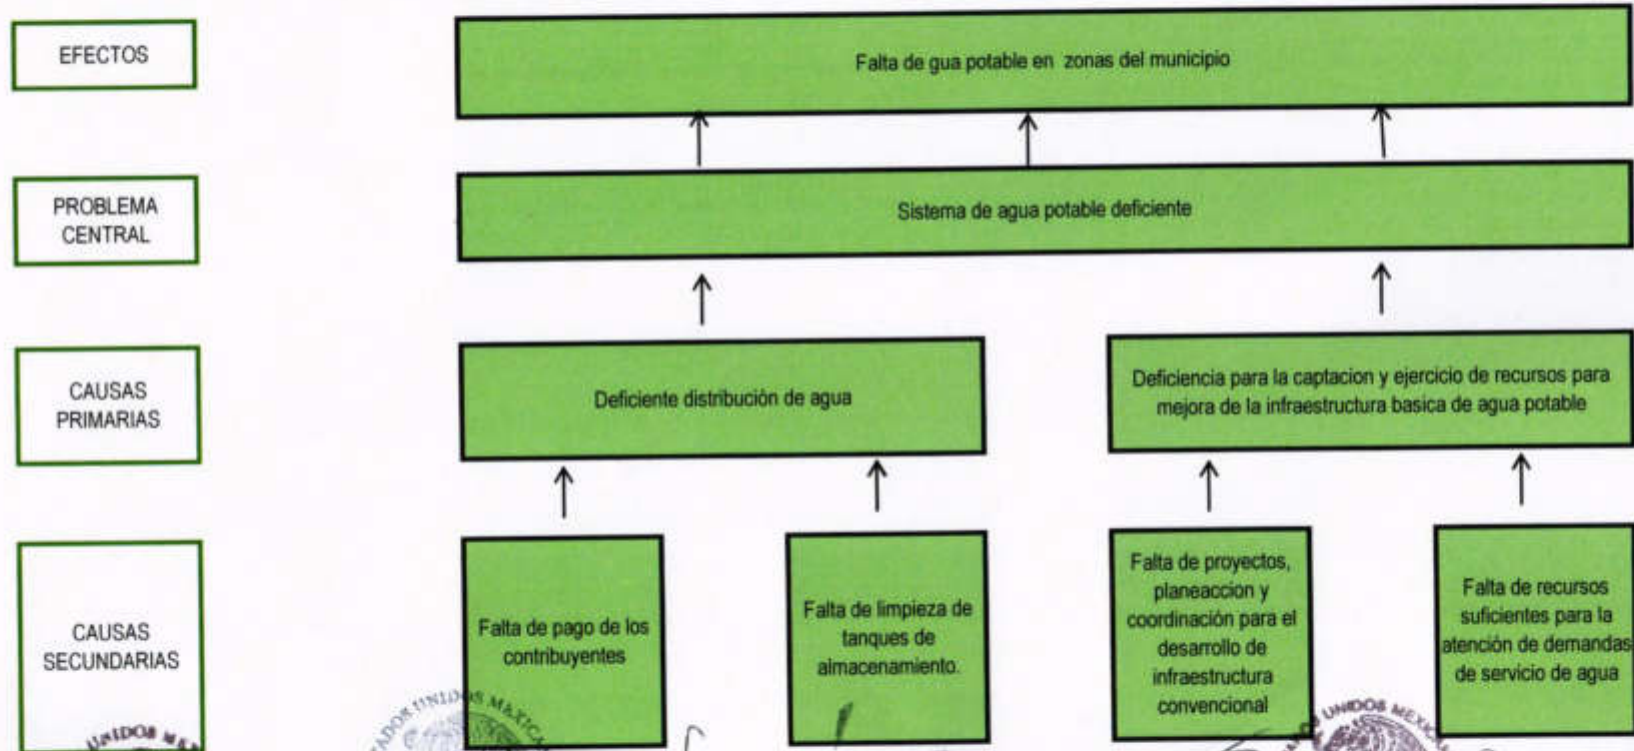 EFECTOS
Falta de gua potable en zonas del municipio
PROBLEMA
CENTRAL
Sistema de agua potable deficiente
CAUSAS
PRIMARIAS
Deficiente distribución de agua
Deficiencia para la captacion y ejercicio de recursos para
mejora de la infraestructura basica de agua potable
CAUSAS
SECUNDARIAS
Falta de pago de los
contribuyentes
Falta de limpieza de
tanques de
almacenamiento.
Falta de proyectos,
planeaccion y
coordinación para el
desarrollo de
infraestructura
convencional
Falta de recursos
suficientes para la
atención de demandas
de servicio de agua
UNIDOS
UNIDOS
UNIDOS